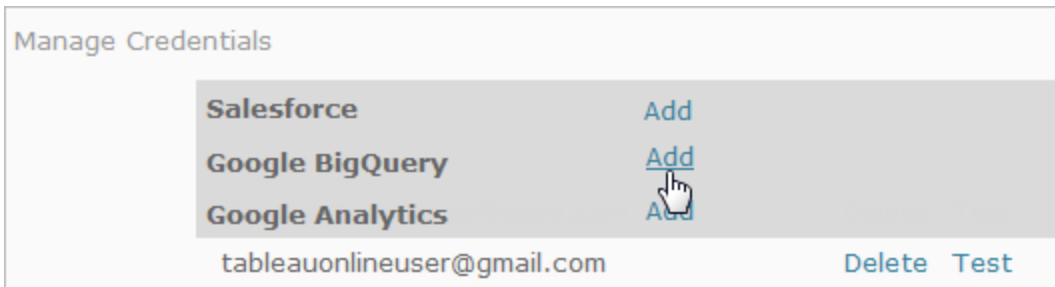 Manage Credentials
Salesforce Add
Google BigQuery Add
Google Analytics Add
tableauonlineuser@gmail.com Delete Test